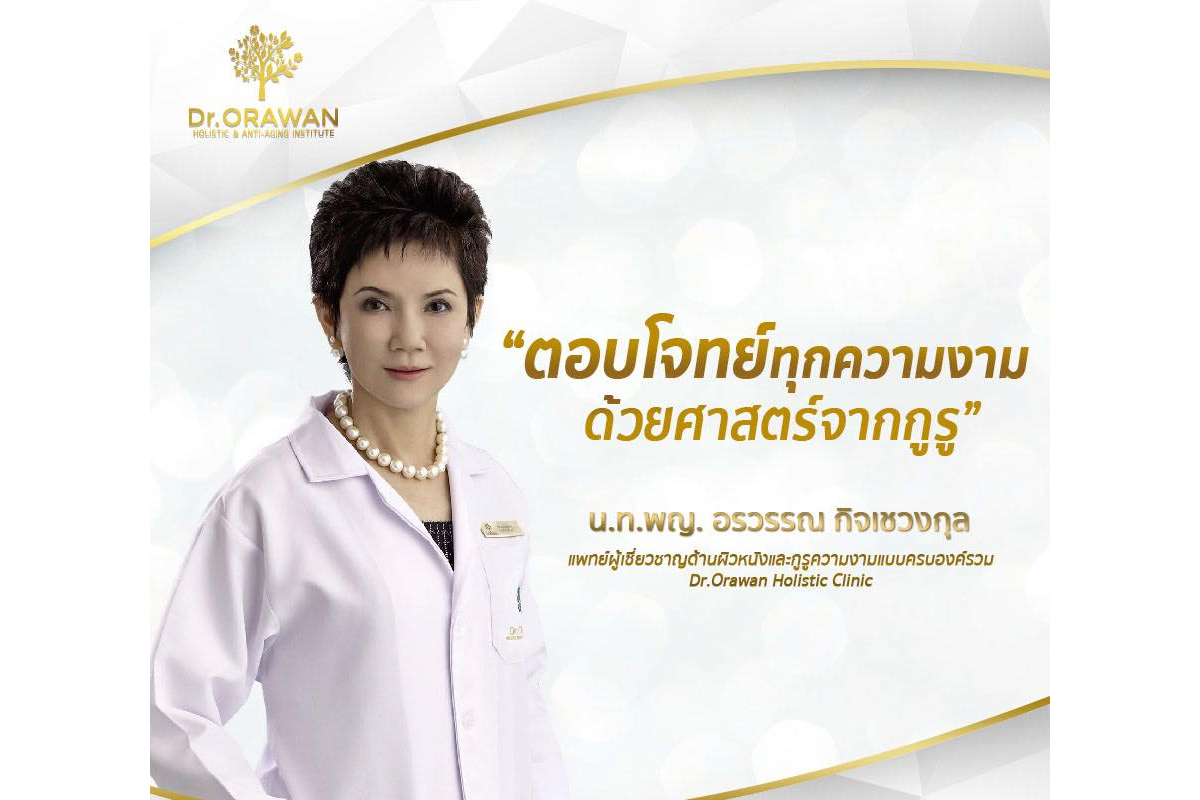 Dr.ORAWAN
HOLISTIC & ANTI-AGING INSTITUTE
“ตอบโจทย์ทุกความงาม
ด้วยศาสตร์จากกูรู”
น.ท.พญ. อรวรรณ กิจเชวงกุล
แพทย์ผู้เชี่ยวชาญด้านผิวหนังและกูรูความงามแบบครบองค์รวม
Dr.Orawan Holistic Clinic